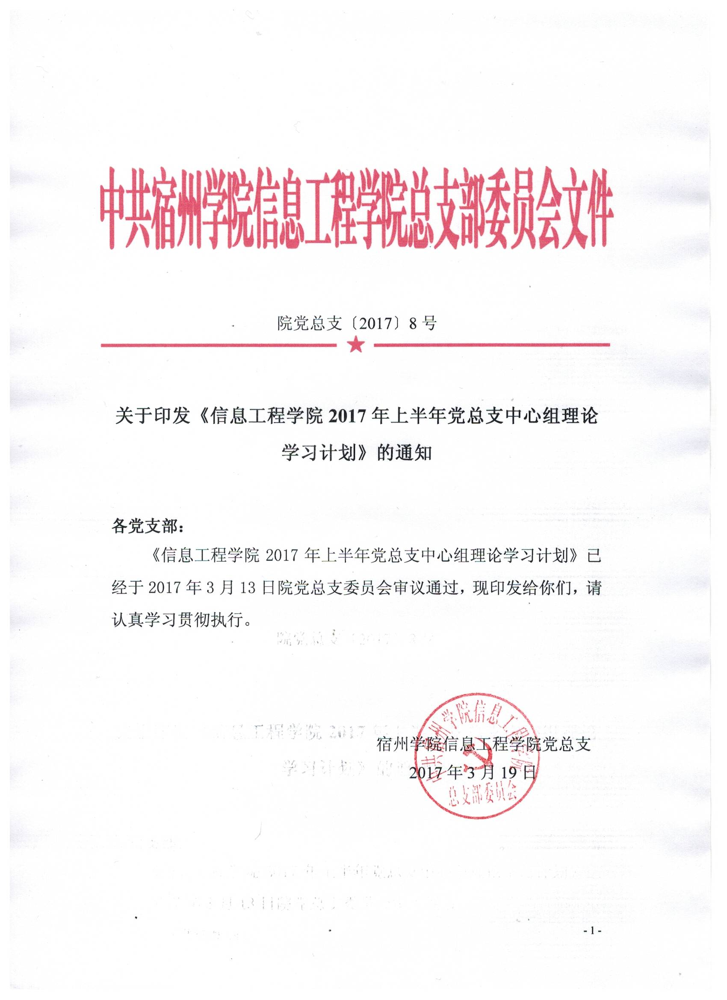 中共宿州学院信息工程学院总支部委员会文件
院党总支〔2017〕8 号
关于印发《信息工程学院 2017 年上半年党总支中心组理论
学习计划》的通知
各党支部:
《信息工程学院 2017 年上半年党总支中心组理论学习计划》已
经于 2017 年 3 月 13 日院党总支委员会审议通过，现印发给你们，请
认真学习贯彻执行。
宿州学院信息工程学院党总支
2017 年 3 月 19 日
中共宿州学院信息工程学院
总支部委员会
- 1 -